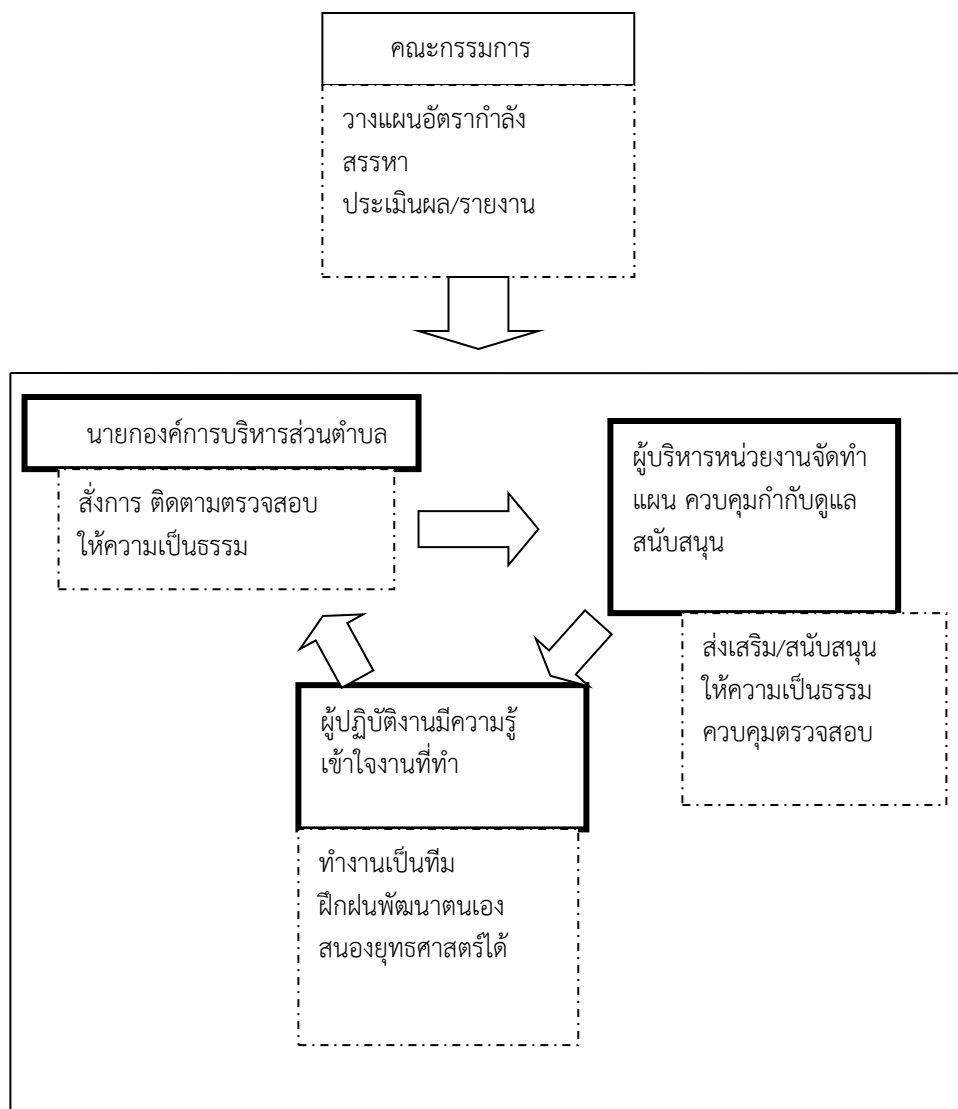 คณะกรรมการ
วางแผนอัตรากำลัง
สรรหา
ประเมินผล/รายงาน
นายกองค์การบริหารส่วนตำบล
สั่งการ ติดตามตรวจสอบ
ให้ความเป็นธรรม
ผู้บริหารหน่วยงานจัดทำ
แผน ควบคุมกำกับดูแล
สนับสนุน
ส่งเสริม/สนับสนุน
ให้ความเป็นธรรม
ควบคุมตรวจสอบ
ผู้ปฏิบัติงานมีความรู้
เข้าใจงานที่ทำ
ทำงานเป็นทีม
ฝึกฝนพัฒนาตนเอง
สนองยุทธศาสตร์ได้